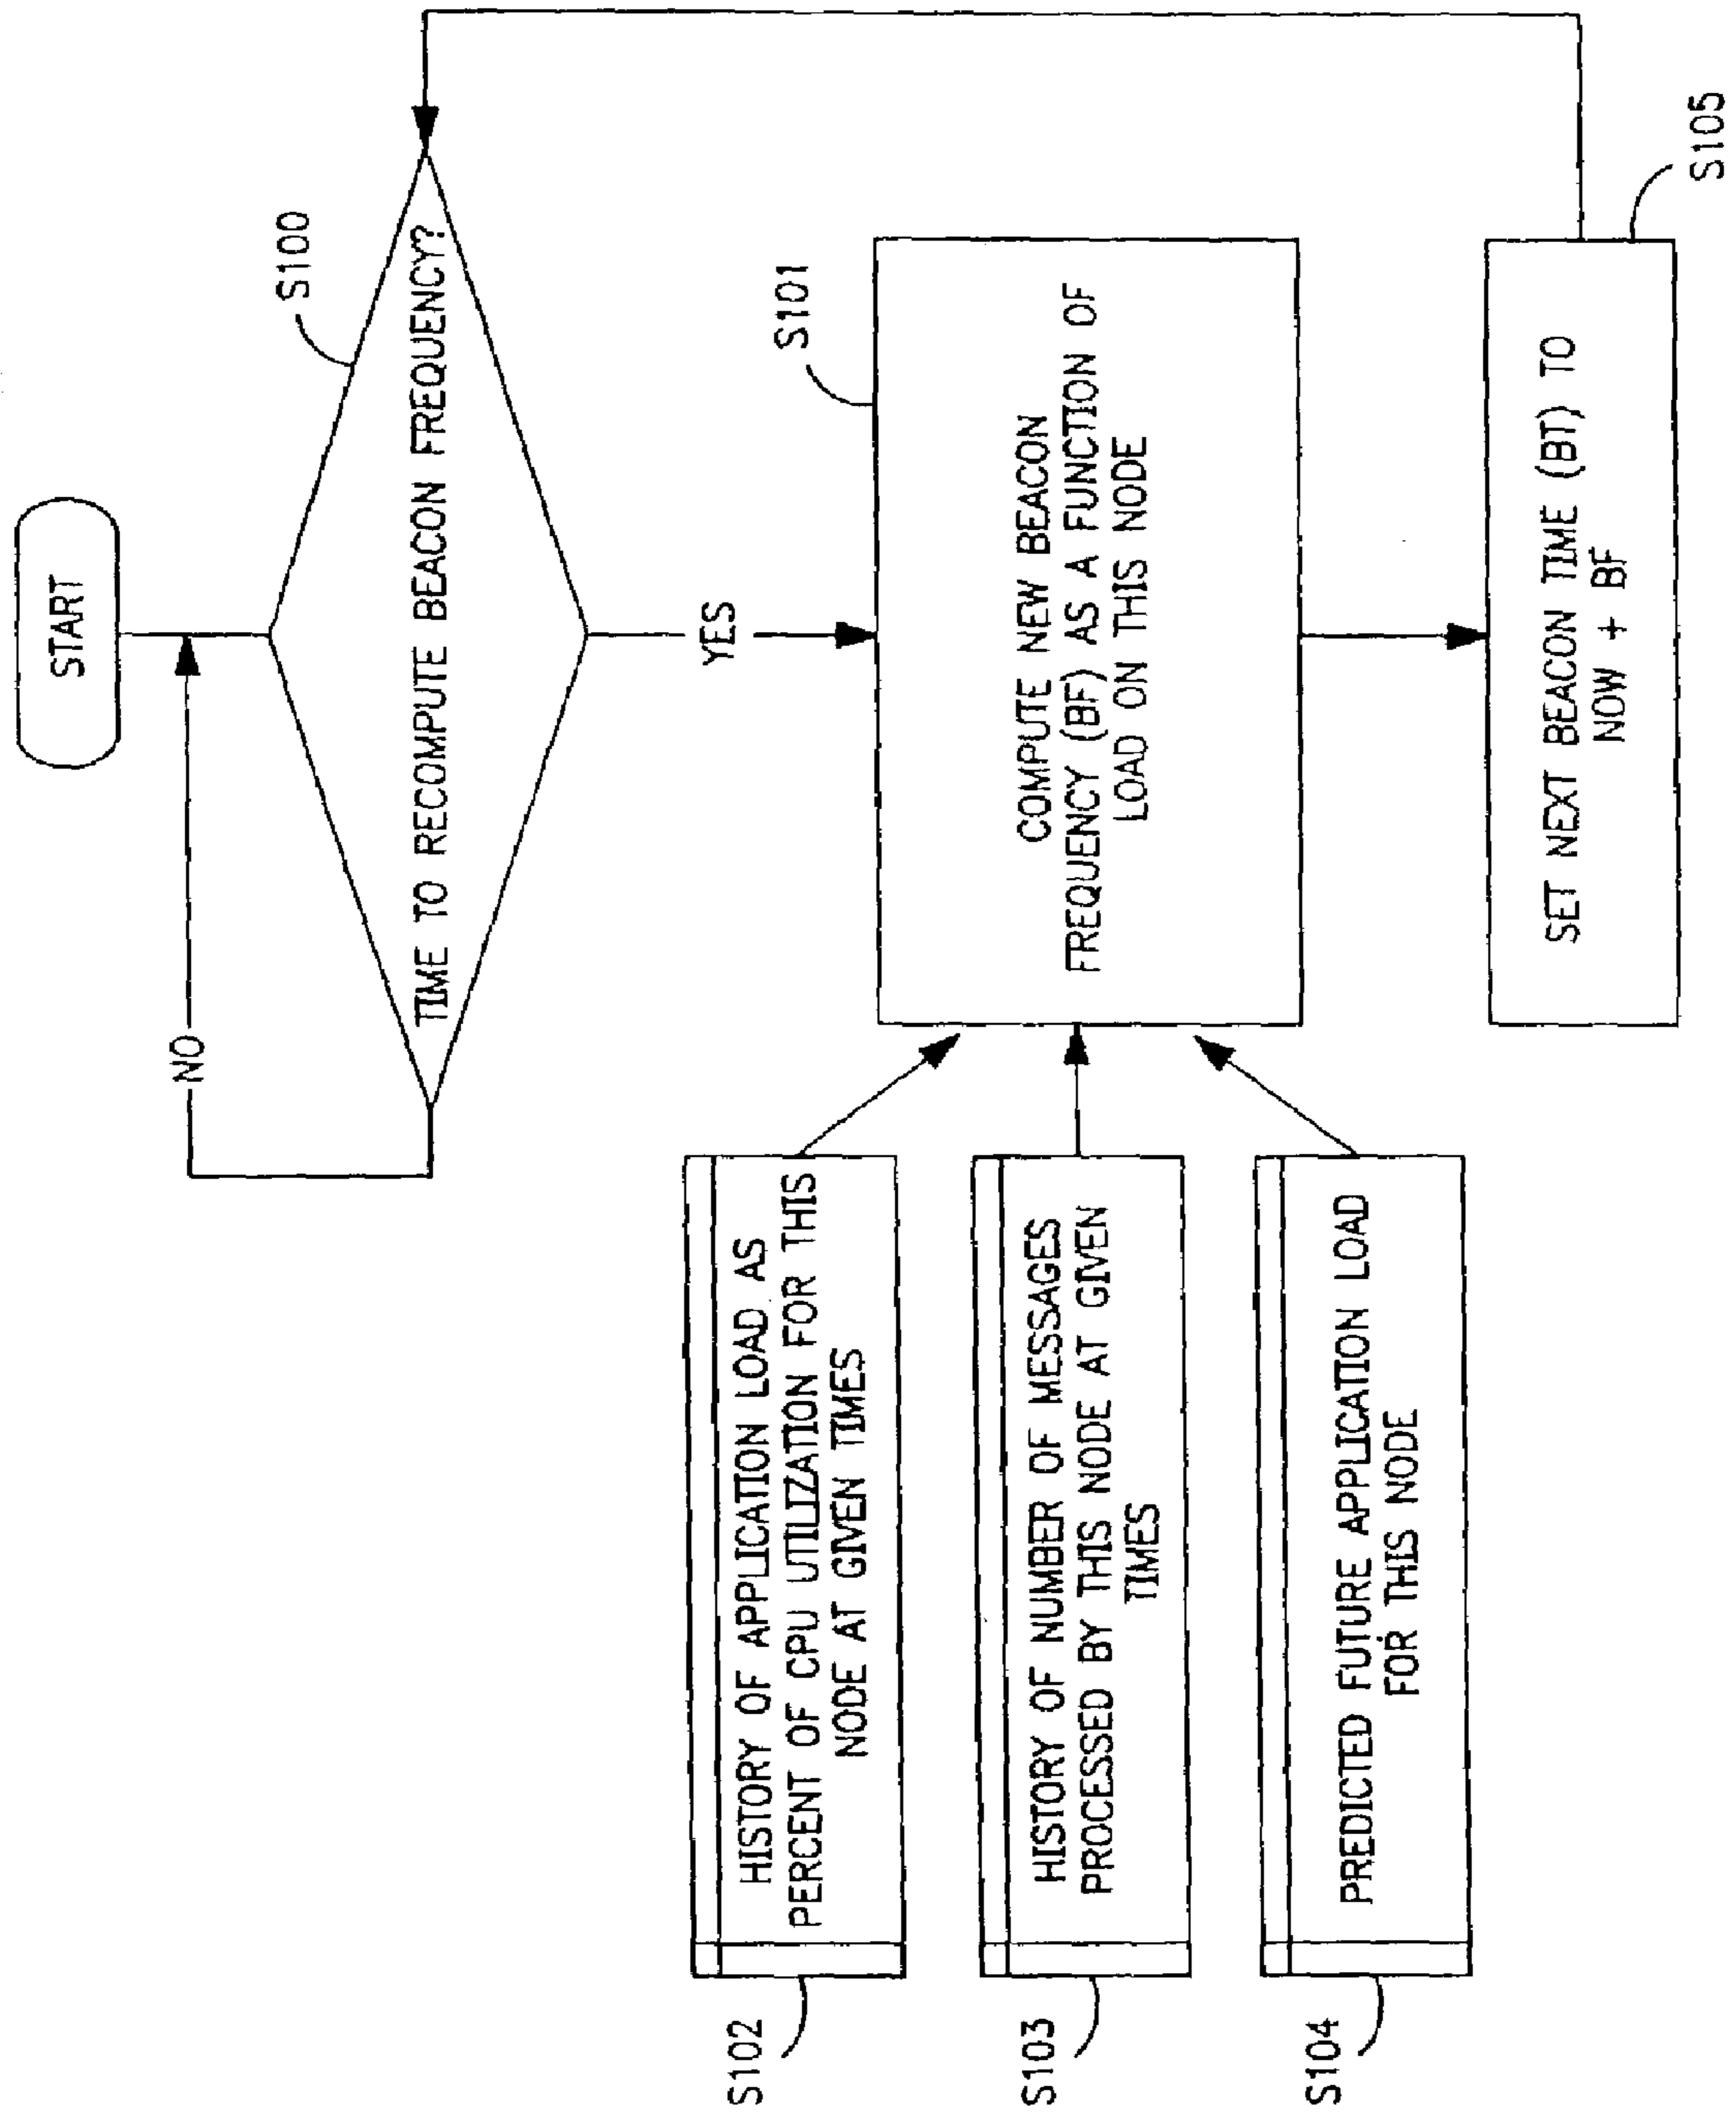 START
S100
TIME TO RECOMPUTE BEACON FREQUENCY?
NO
YES
S101
COMPUTE NEW BEACON
FREQUENCY (BF) AS A FUNCTION OF
LOAD ON THIS NODE
S102
HISTORY OF APPLICATION LOAD AS
PERCENT OF CPU UTILIZATION FOR THIS
NODE AT GIVEN TIMES
S103
HISTORY OF NUMBER OF MESSAGES
PROCESSED BY THIS NODE AT GIVEN
TIMES
S104
PREDICTED FUTURE APPLICATION LOAD
FOR THIS NODE
SET NEXT BEACON TIME (BT) TO
NOW + BF
S105